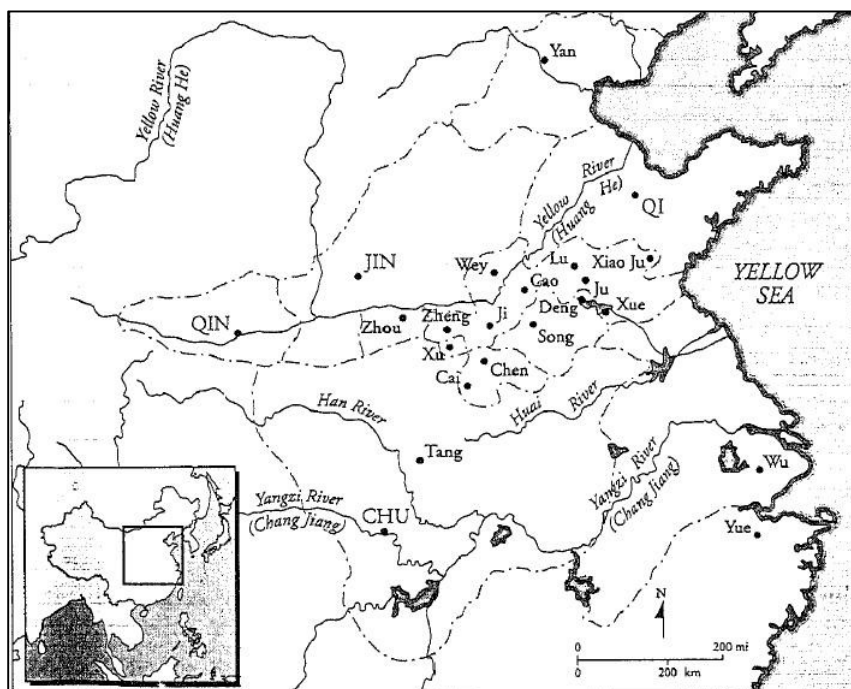 Yan
Yellow River
(Huang He)
Yellow River
(Huang He)
QI
JIN
Wey
Lu
Xiao Ju
YELLOW
SEA
Cao
Ju
QIN
Zhou
Zheng
Ji
Deng
Xue
Song
Xu
Chen
Cai
Han River
Huai River
Tang
Yangzi River
(Chang Jiang)
Wu
Yangzi River
(Chang Jiang)
CHU
Yue
N
0 200 mi
0 200 km